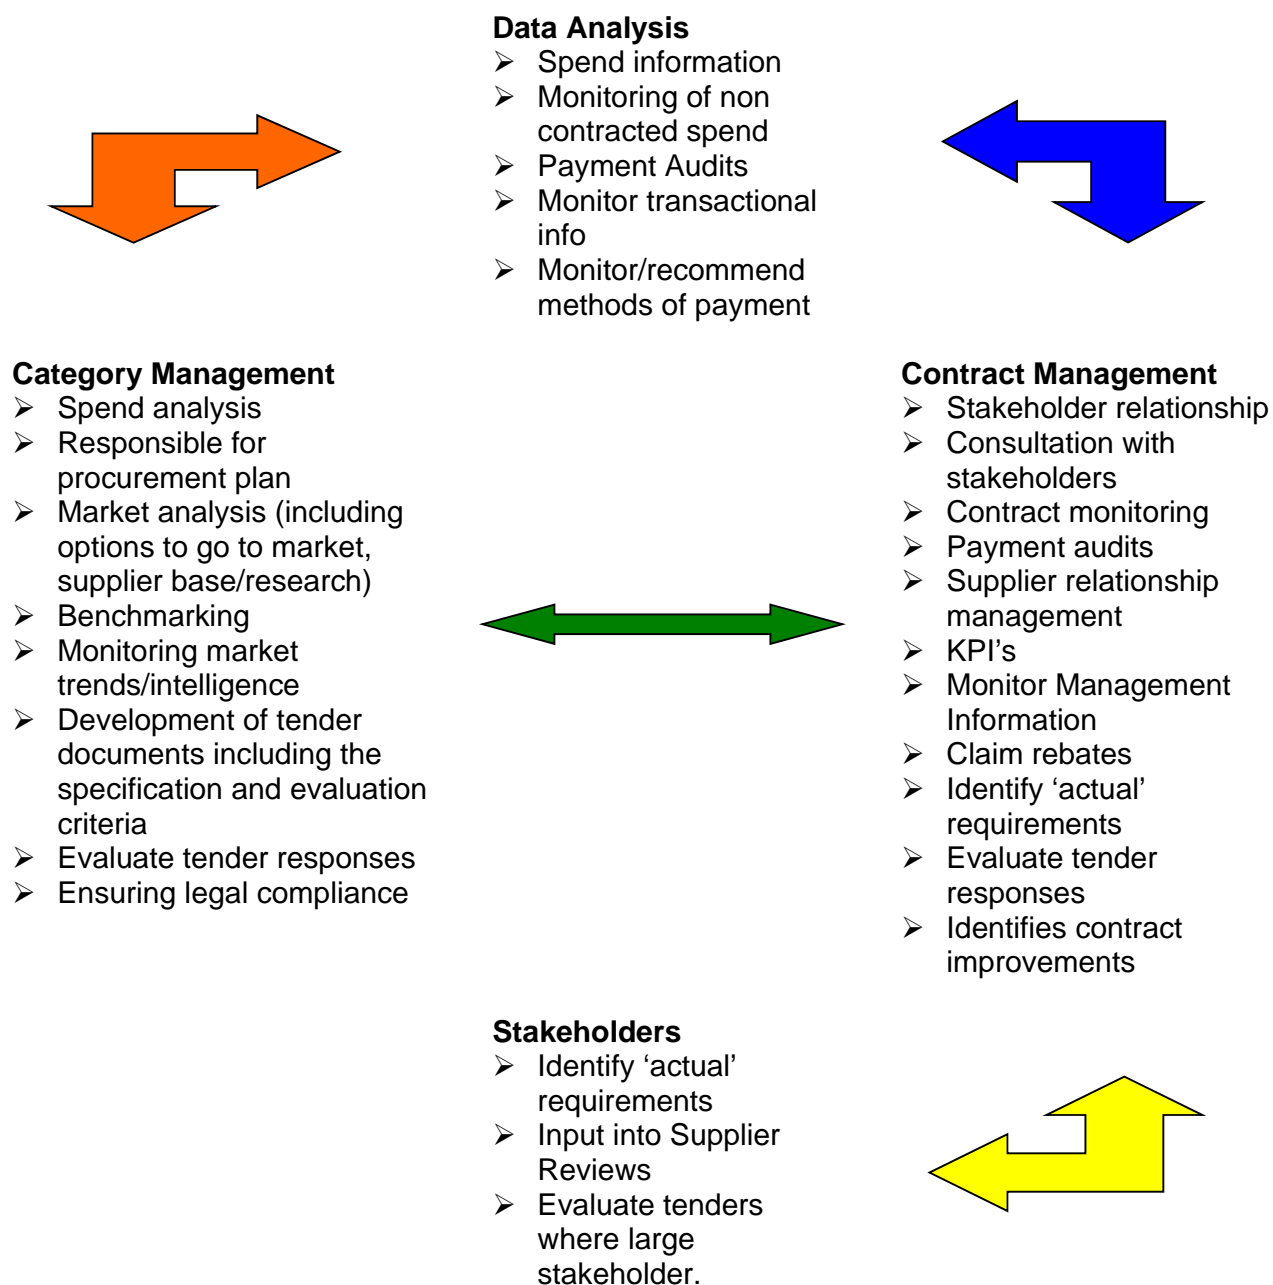 Data Analysis
➢ Spend information
➢ Monitoring of non
contracted spend
➢ Payment Audits
➢ Monitor transactional
info
➢ Monitor/recommend
methods of payment
Category Management
➢ Spend analysis
➢ Responsible for
procurement plan
➢ Market analysis (including
options to go to market,
supplier base/research)
➢ Benchmarking
➢ Monitoring market
trends/intelligence
➢ Development of tender
documents including the
specification and evaluation
criteria
➢ Evaluate tender responses
➢ Ensuring legal compliance
Contract Management
➢ Stakeholder relationship
➢ Consultation with
stakeholders
➢ Contract monitoring
➢ Payment audits
➢ Supplier relationship
management
➢ KPI’s
➢ Monitor Management
Information
➢ Claim rebates
➢ Identify ‘actual’
requirements
➢ Evaluate tender
responses
➢ Identifies contract
improvements
Stakeholders
➢ Identify ‘actual’
requirements
➢ Input into Supplier
Reviews
➢ Evaluate tenders
where large
stakeholder.